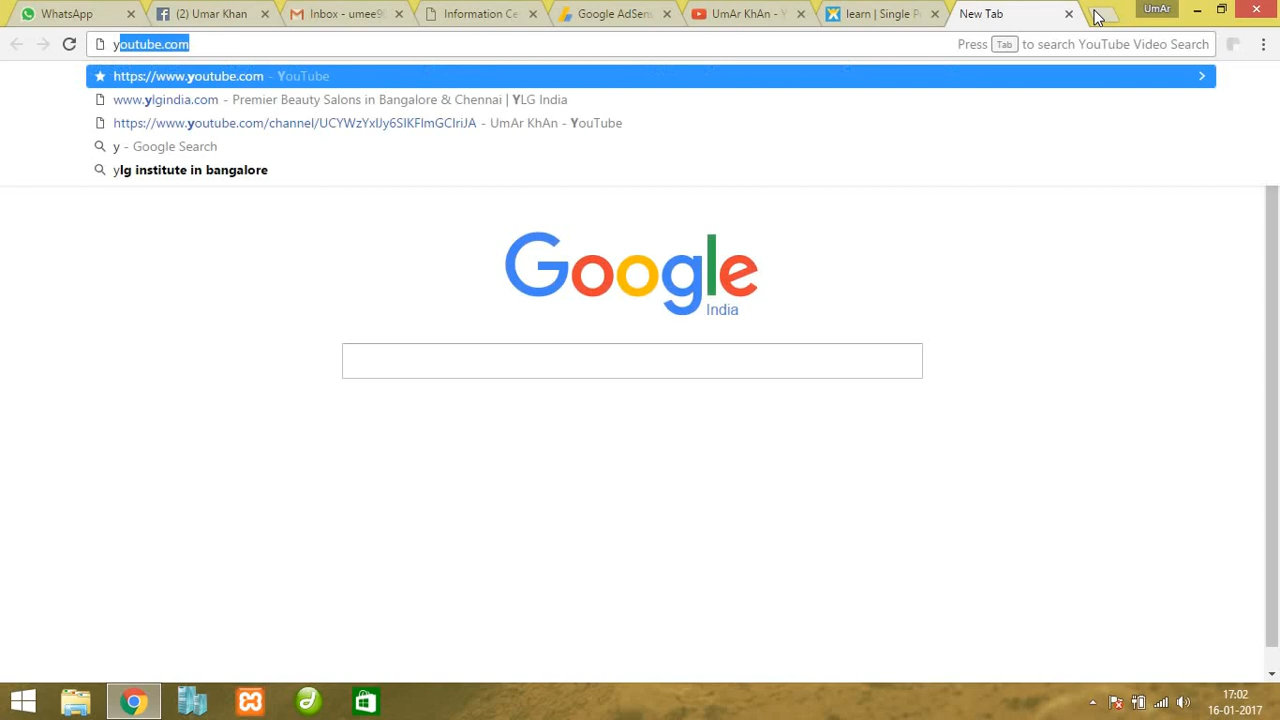 WhatsApp
(2) Umar Khan
Inbox - umee90
Information Ce
Google AdSen
UmAr KhAn - Y
learn | Single P
New Tab
UmAr
youtube.com
Press Tab to search YouTube Video Search
https://www.youtube.com - YouTube
www.ylgindia.com - Premier Beauty Salons in Bangalore & Chennai | YLG India
https://www.youtube.com/channel/UCYWzYxIJy6SIKFImGCIriJA - UmAr KhAn - YouTube
y - Google Search
ylg institute in bangalore
Google
India
17:02
16-01-2017